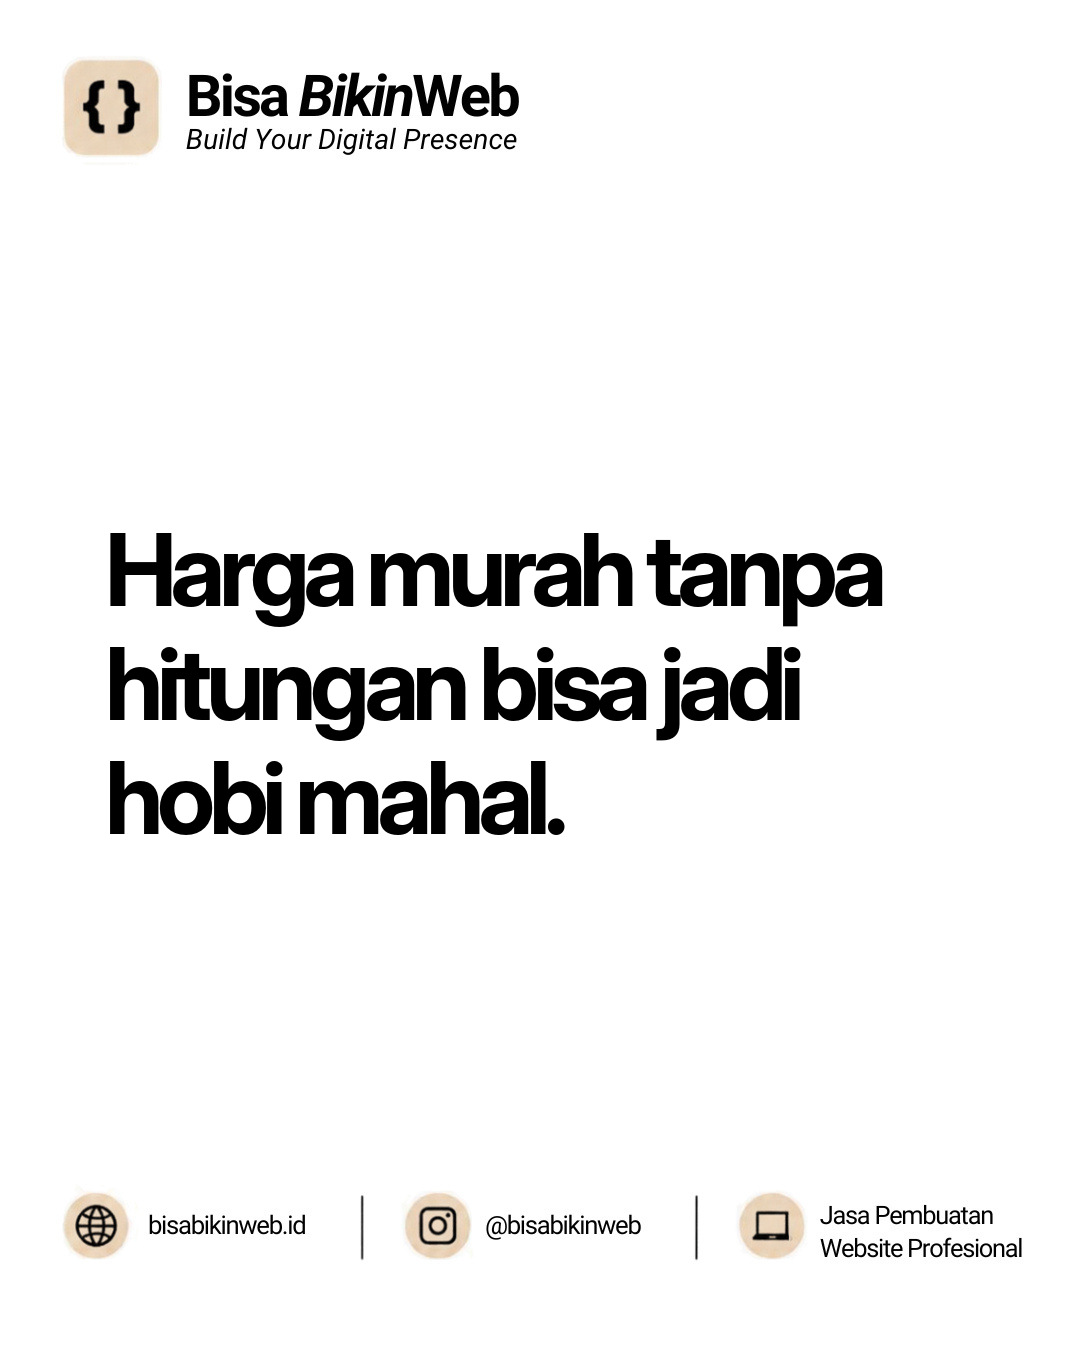 { }
Bisa BikinWeb
Build Your Digital Presence
Harga murah tanpa
hitungan bisa jadi
hobi mahal.
bisabikinweb.id
@bisabikinweb
Jasa Pembuatan
Website Profesional